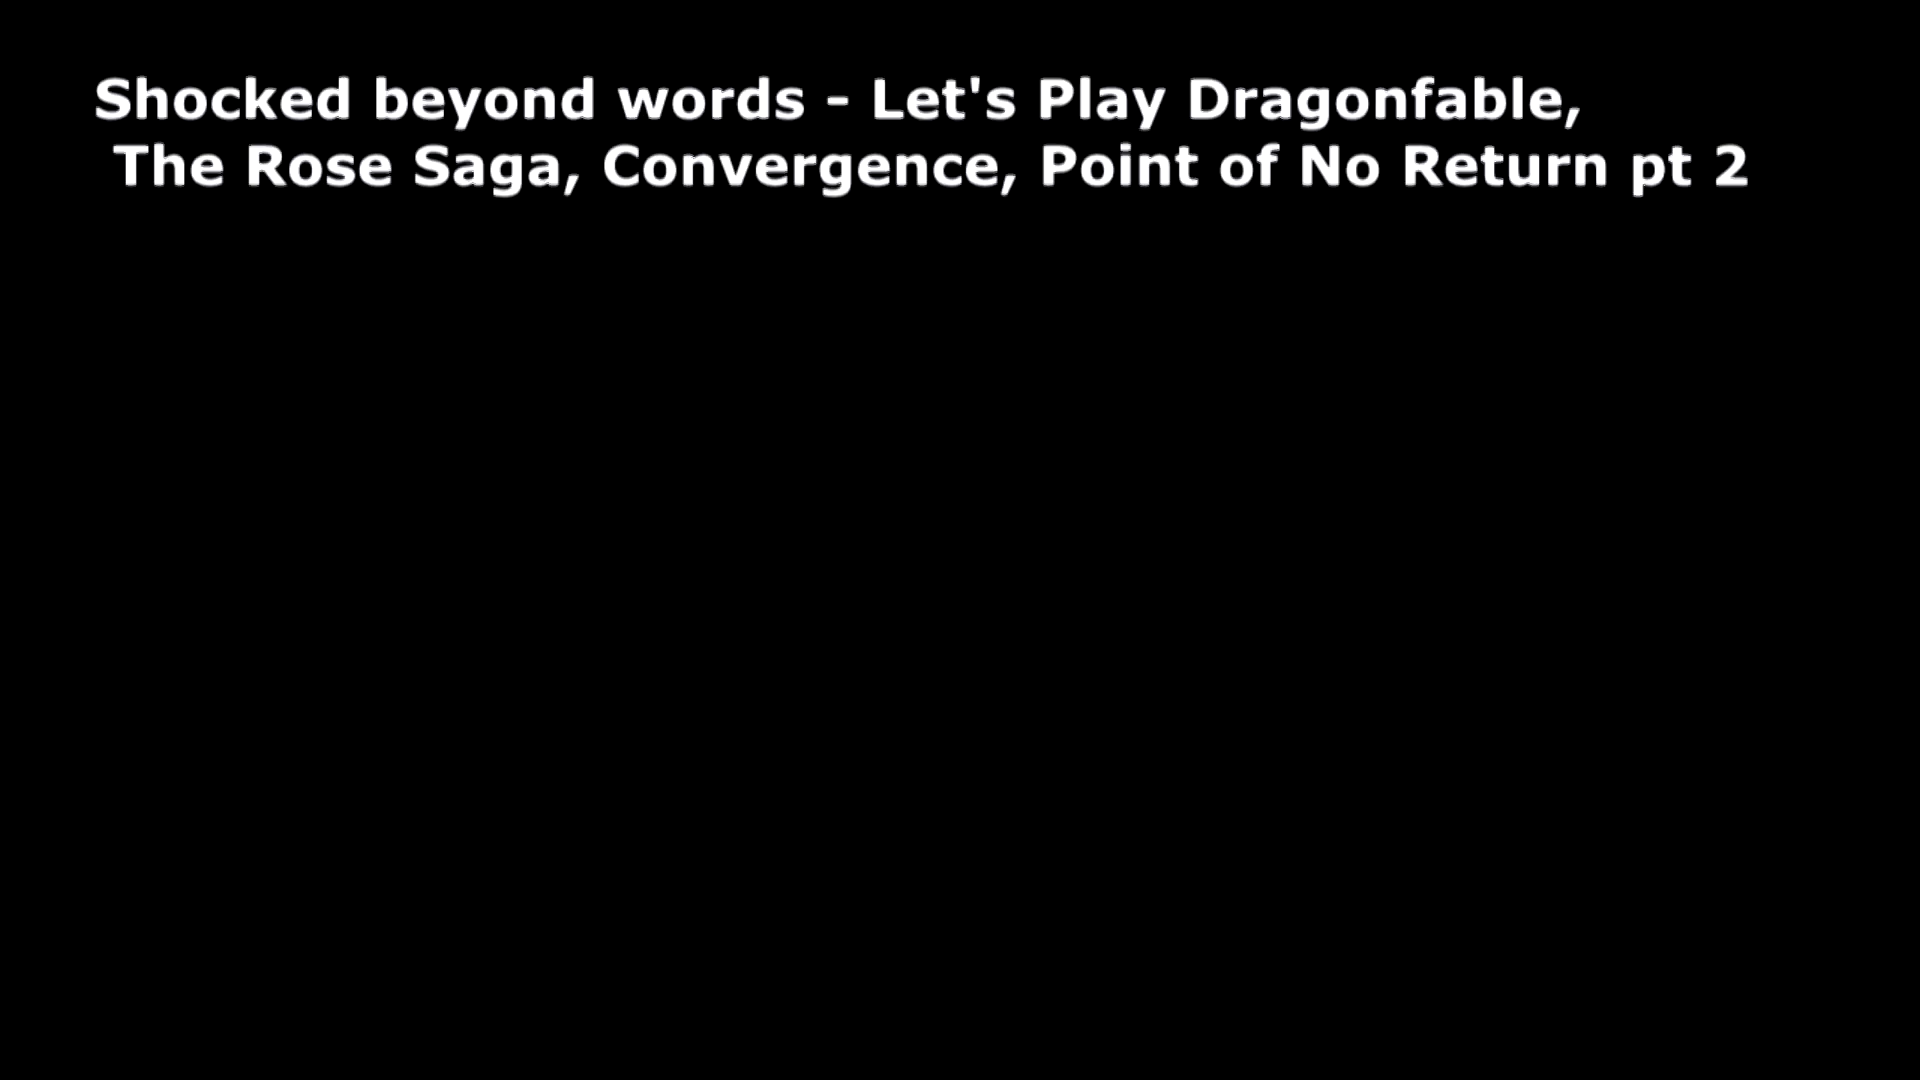 Shocked beyond words - Let's Play Dragonfable,
The Rose Saga, Convergence, Point of No Return pt 2